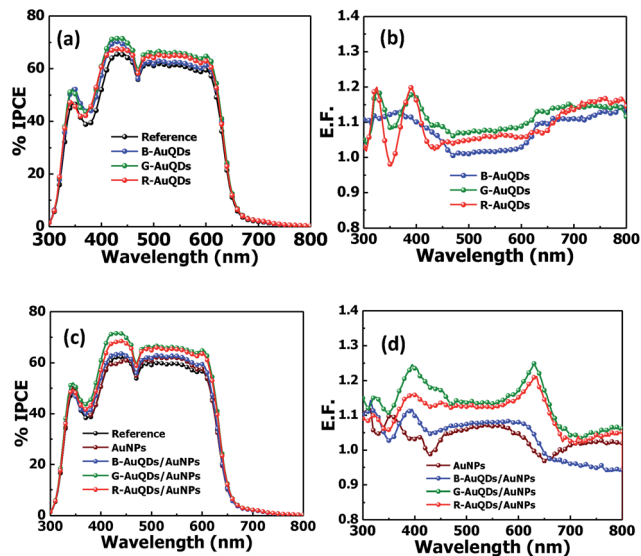 (a)
80
60
40
20
0
% IPCE
Reference
B-AuQDs
G-AuQDs
R-AuQDs
300 400 500 600 700 800
Wavelength (nm)
(b)
1.4
1.3
1.2
1.1
1.0
0.9
0.8
E.F.
B-AuQDs
G-AuQDs
R-AuQDs
300 400 500 600 700 800
Wavelength (nm)
(c)
80
60
40
20
0
% IPCE
Reference
AuNPs
B-AuQDs/AuNPs
G-AuQDs/AuNPs
R-AuQDs/AuNPs
300 400 500 600 700 800
Wavelength (nm)
(d)
1.4
1.3
1.2
1.1
1.0
0.9
0.8
E.F.
AuNPs
B-AuQDs/AuNPs
G-AuQDs/AuNPs
R-AuQDs/AuNPs
300 400 500 600 700 800
Wavelength (nm)